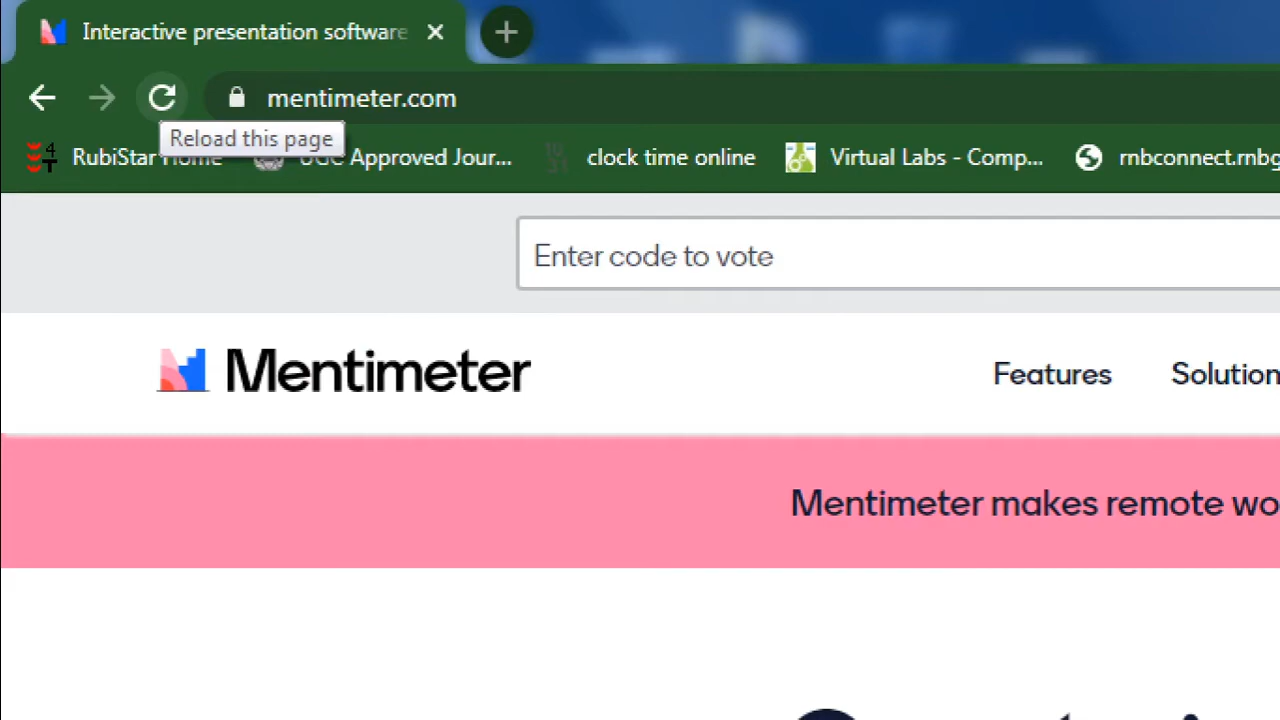 Interactive presentation software
mentimeter.com
Reload this page
RubiStar Home
UGC Approved Jour...
clock time online
Virtual Labs - Comp...
rnbconnect.rnbg
Enter code to vote
Mentimeter
Features
Solution
Mentimeter makes remote wo